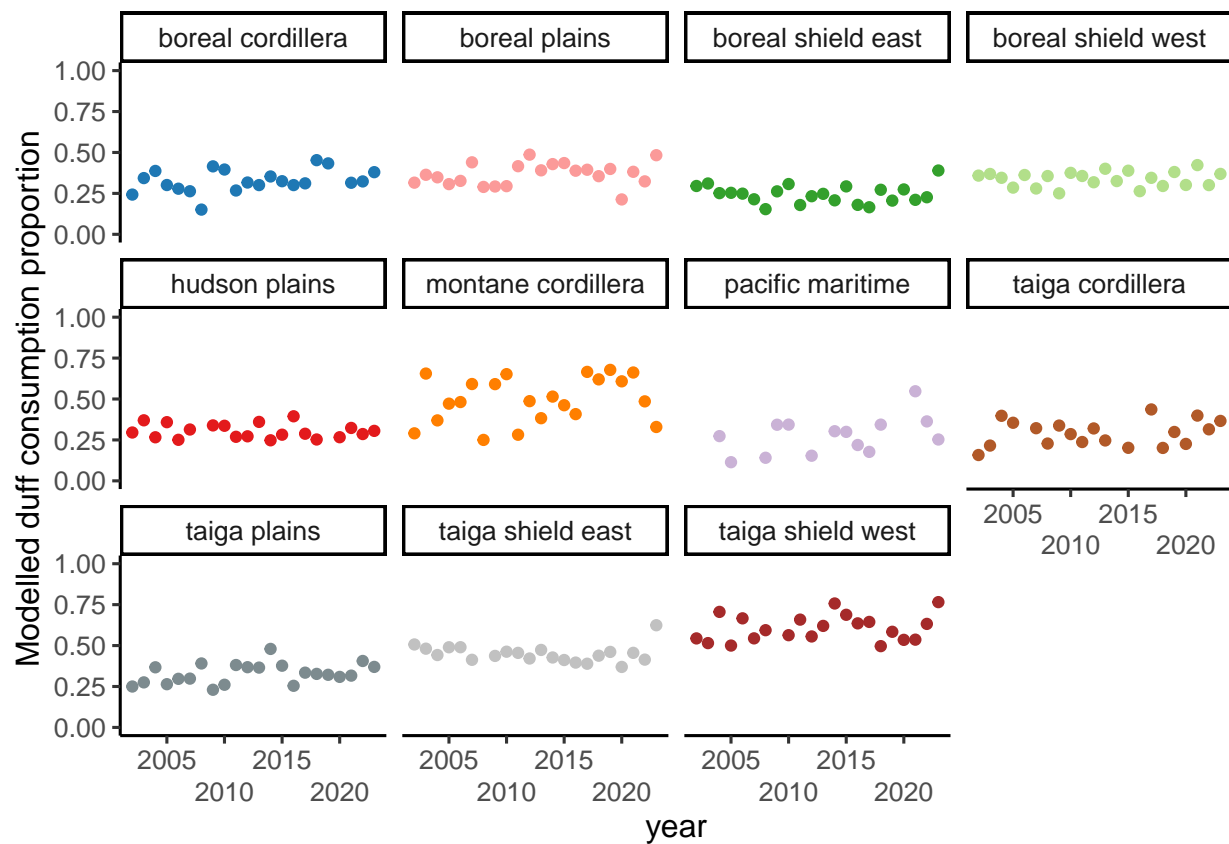 boreal cordillera
boreal plains
boreal shield east
boreal shield west
1.00
0.75
0.50
0.25
0.00
hudson plains
montane cordillera
pacific maritime
taiga cordillera
1.00
0.75
0.50
0.25
0.00
2005
2015
2010
2020
taiga plains
taiga shield east
taiga shield west
1.00
0.75
0.50
0.25
0.00
2005
2015
2010
2020
2005
2015
2010
2020
2005
2015
2010
2020
year
Modelled duff consumption proportion